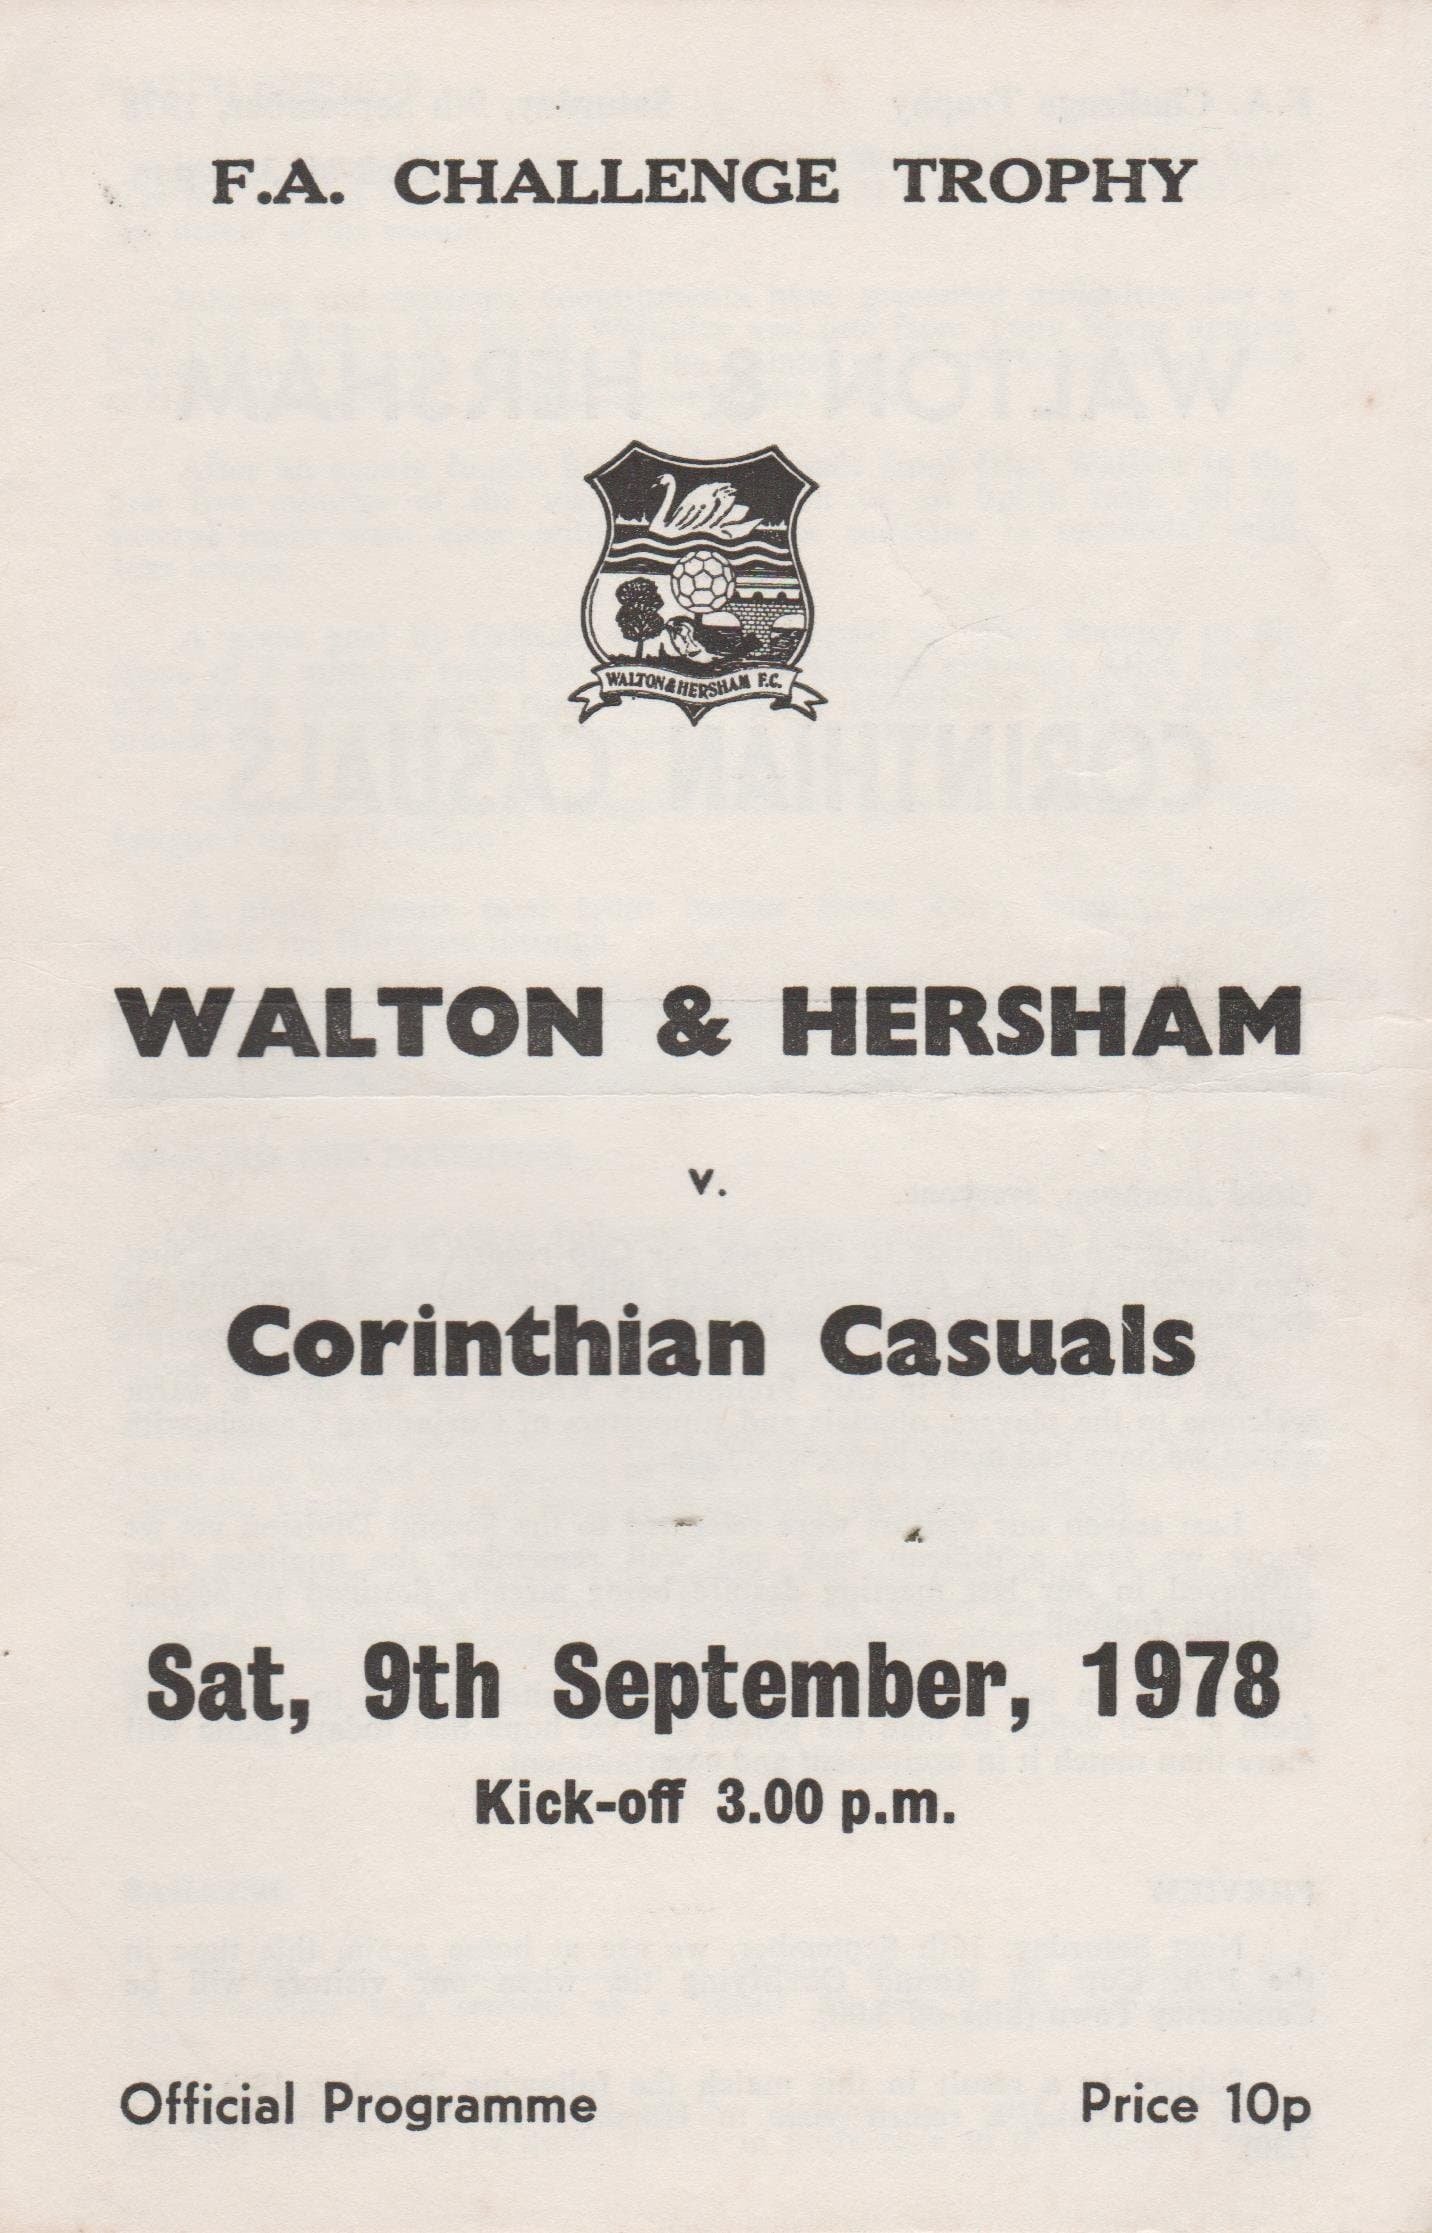 F.A. CHALLENGE TROPHY
WALTON & HERSHAM F.C.
WALTON & HERSHAM
v.
Corinthian Casuals
Sat, 9th September, 1978
Kick-off 3.00 p.m.
Official Programme Price 10p